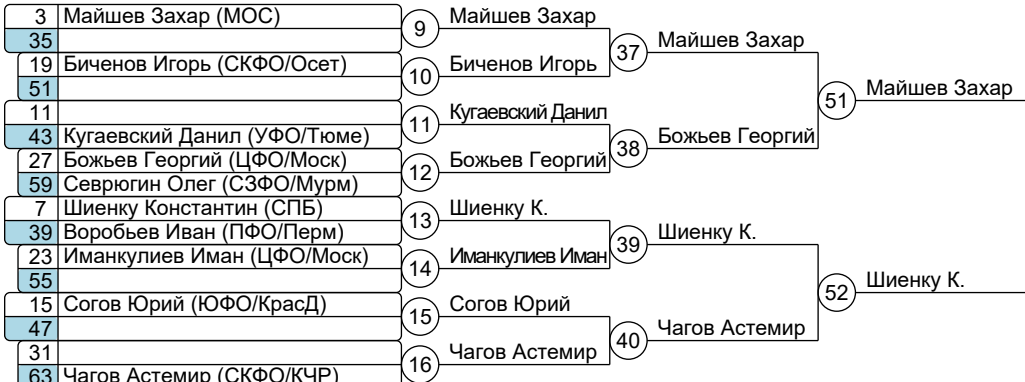 3 Майшев Захар (МОС)
35
19 Биченов Игорь (СКФО/Осет)
51
11
43 Кугаевский Данил (УФО/Тюме)
27 Божьев Георгий (ЦФО/Моск)
59 Севрюгин Олег (СЗФО/Мурм)
7 Шиенку Константин (СПБ)
39 Воробьев Иван (ПФО/Перм)
23 Иманкулиев Иман (ЦФО/Моск)
55
15 Согов Юрий (ЮФО/КрасД)
47
31
63 Чагов Астемир (СКФО/КЧР)
9 Майшев Захар
10 Биченов Игорь
11 Кугаевский Данил
12 Божьев Георгий
13 Шиенку К.
14 Иманкулиев Иман
15 Согов Юрий
16 Чагов Астемир
37 Майшев Захар
38 Божьев Георгий
39 Шиенку К.
40 Чагов Астемир
51 Майшев Захар
52 Шиенку К.